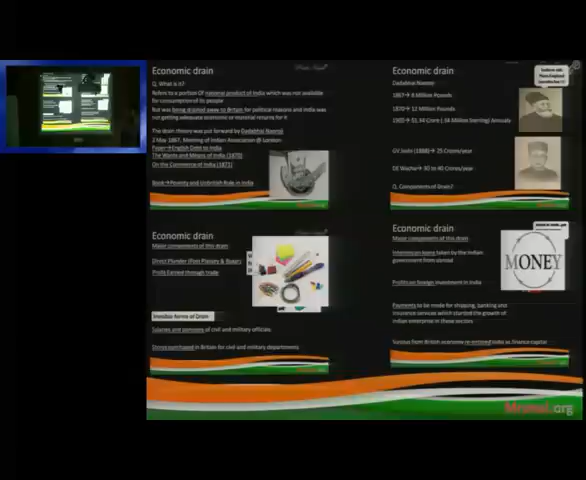 Economic drain
Q. What is it?
Refers to a portion Of national product of India which was not available
for consumption of its people
But was being drained away to Britain for political reasons and India was
not getting adequate economic or material returns for it
The drain theory was put forward by Dadabhai Naoroji
2 May 1867, Meeting of Indian Association @ London
Paper→English Debt to India
The Wants and Means of India (1870)
On the Commerce of India (1871)
Book→Poverty and Unbritish Rule in India
Economic drain
Dadabhai Naoroji
1867→ 8 Million Pounds
1870→ 12 Million Pounds
1905→ 51.54 Crore ( 34 Million Sterling) Annually
GV Joshi (1888)→ 25 Crores/year
DE Wacha→ 30 to 40 Crores/year
Q. Components of Drain?
Economic drain
Major components of this drain
Direct Plunder (Post Plassey & Buxar)
Profit Earned through trade
Invisible forms of Drain
Salaries and pensions of civil and military officials
Stores purchased in Britain for civil and military departments
Economic drain
Major components of this drain
Interest on loans taken by the Indian
government from abroad
Profits on foreign investment in India
MONEY
Payments to be made for shipping, banking and
insurance services which stunted the growth of
Indian enterprise in these sectors
Surplus from British economy re-entered India as finance capital
Mrunal.org